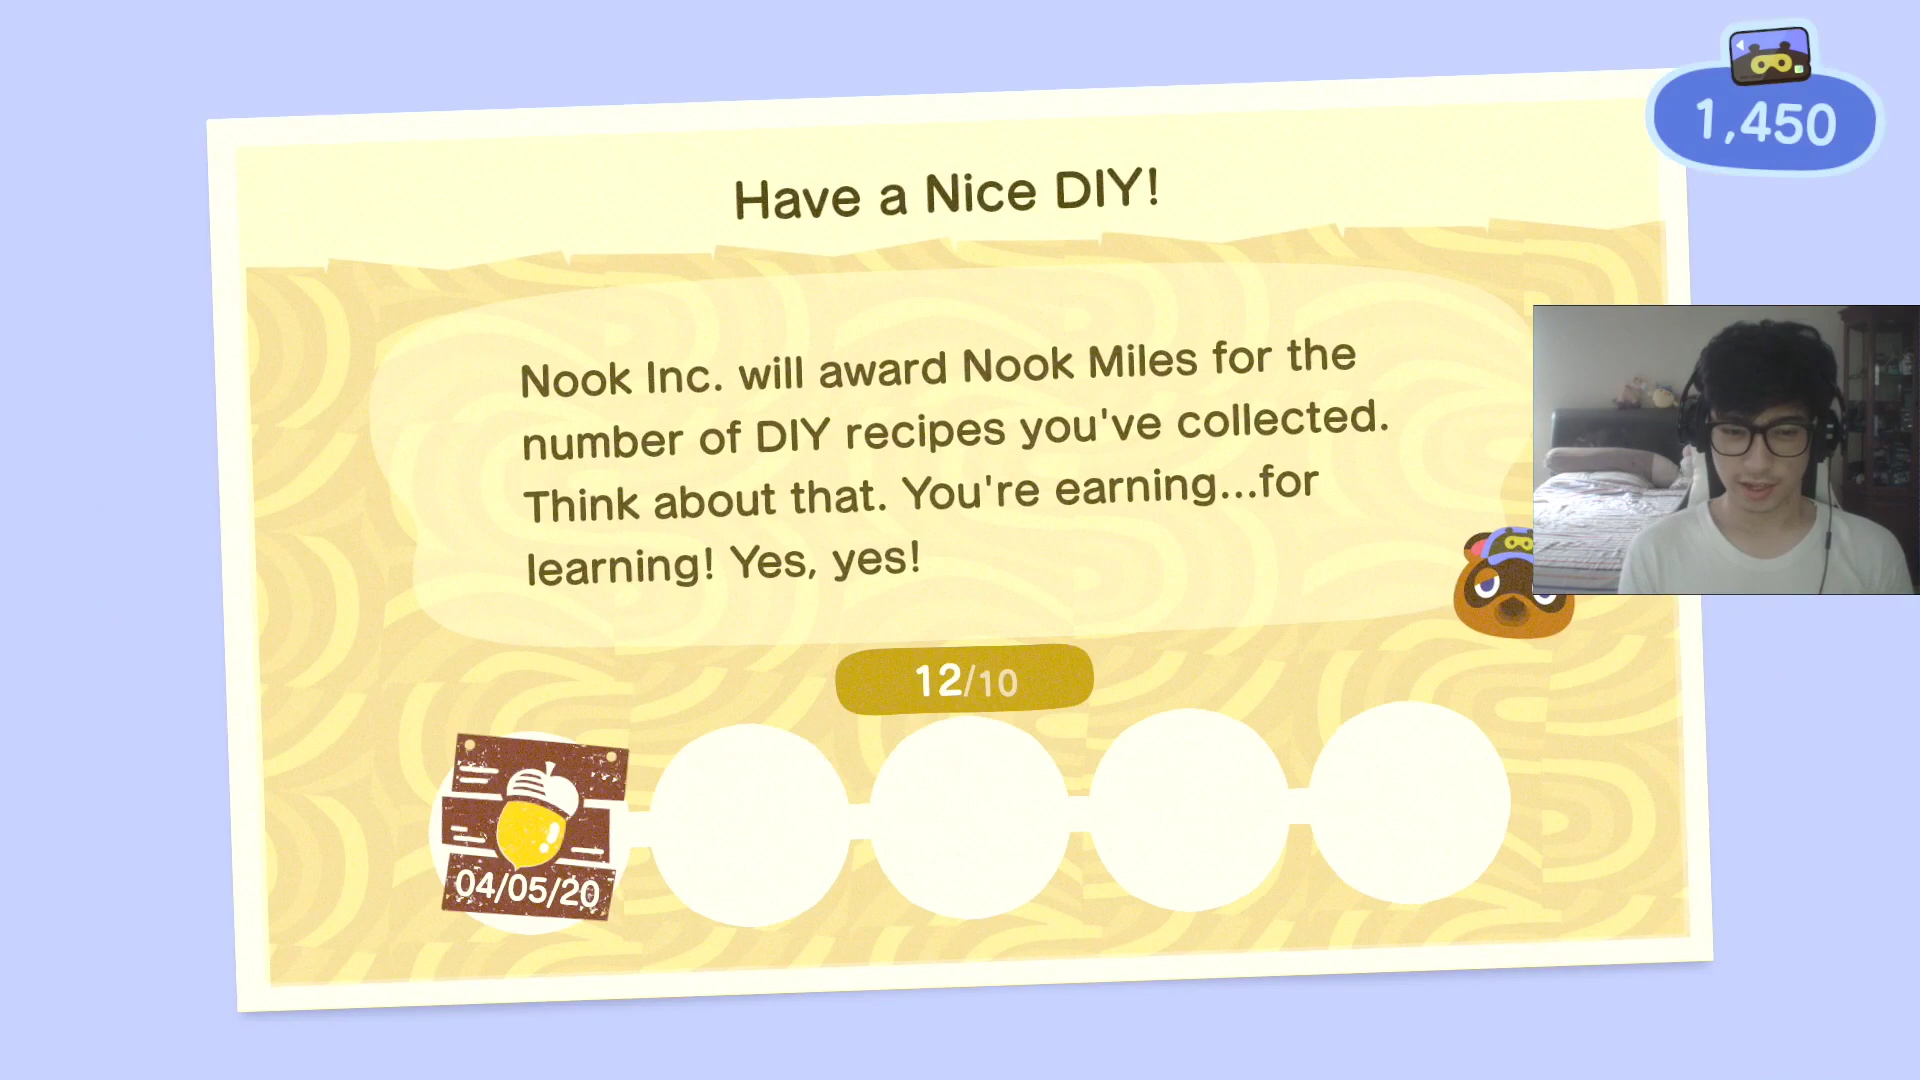 1,450
Have a Nice DIY!
Nook Inc. will award Nook Miles for the
number of DIY recipes you've collected.
Think about that. You're earning...for
learning! Yes, yes!
12/10
04/05/20